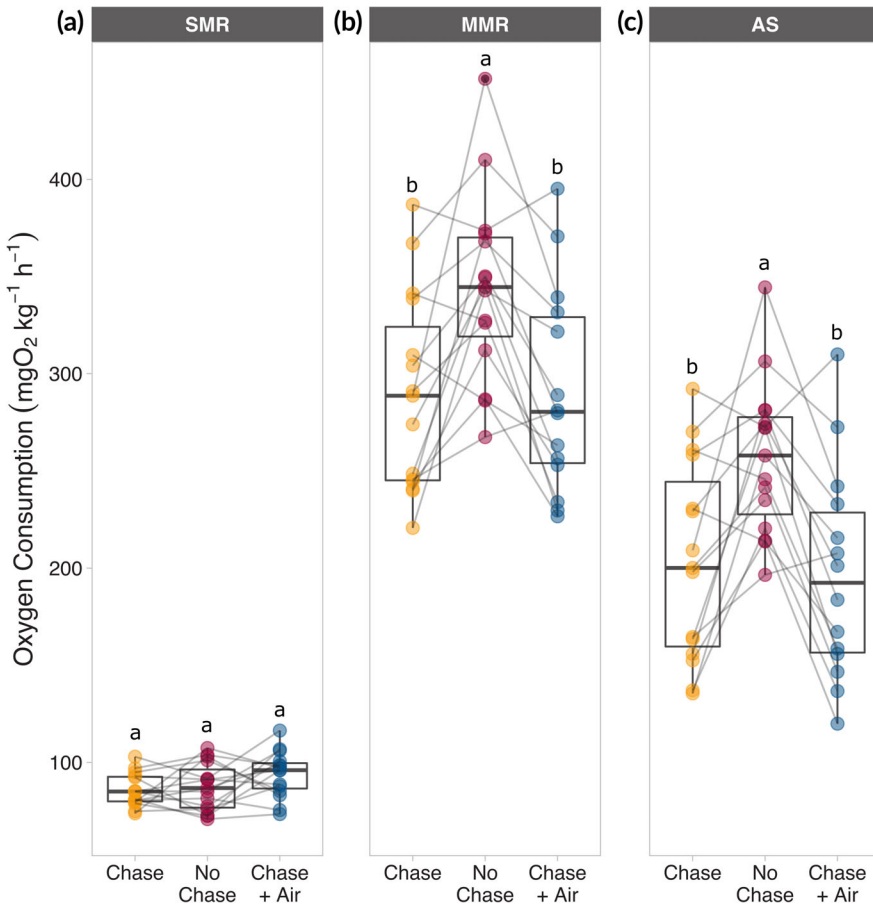 (a) SMR
(b) MMR
(c) AS
Oxygen Consumption (mgO₂ kg⁻¹ h⁻¹)
400
300
200
100
a
a
a
b
a
b
b
a
b
Chase
No
Chase
Chase
+ Air
Chase
No
Chase
Chase
+ Air
Chase
No
Chase
Chase
+ Air